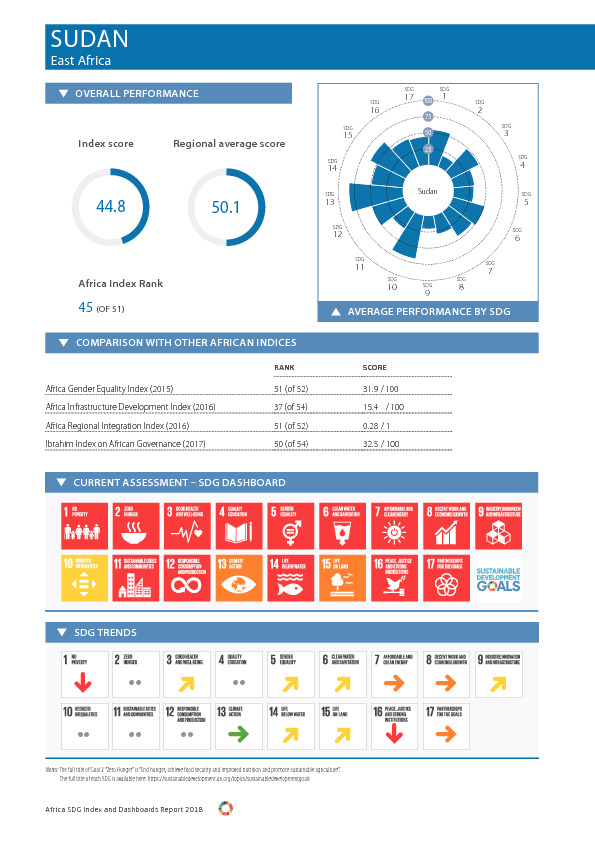 SUDAN
East Africa
▼ OVERALL PERFORMANCE
Index score
Regional average score
44.8
50.1
Africa Index Rank
45 (OF 51)
SDG 1
SDG 2
SDG 3
SDG 4
SDG 5
SDG 6
SDG 7
SDG 8
SDG 9
SDG 10
SDG 11
SDG 12
SDG 13
SDG 14
SDG 15
SDG 16
SDG 17
100
75
50
25
Sudan
▲ AVERAGE PERFORMANCE BY SDG
▼ COMPARISON WITH OTHER AFRICAN INDICES
RANK SCORE
Africa Gender Equality Index (2015) 51 (of 52) 31.9 / 100
Africa Infrastructure Development Index (2016) 37 (of 54) 15.4 / 100
Africa Regional Integration Index (2016) 51 (of 52) 0.28 / 1
Ibrahim Index on African Governance (2017) 50 (of 54) 32.5 / 100
▼ CURRENT ASSESSMENT – SDG DASHBOARD
1 NO POVERTY
2 ZERO HUNGER
3 GOOD HEALTH AND WELL-BEING
4 QUALITY EDUCATION
5 GENDER EQUALITY
6 CLEAN WATER AND SANITATION
7 AFFORDABLE AND CLEAN ENERGY
8 DECENT WORK AND ECONOMIC GROWTH
9 INDUSTRY, INNOVATION AND INFRASTRUCTURE
10 REDUCED INEQUALITIES
11 SUSTAINABLE CITIES AND COMMUNITIES
12 RESPONSIBLE CONSUMPTION AND PRODUCTION
13 CLIMATE ACTION
14 LIFE BELOW WATER
15 LIFE ON LAND
16 PEACE, JUSTICE AND STRONG INSTITUTIONS
17 PARTNERSHIPS FOR THE GOALS
SUSTAINABLE DEVELOPMENT GOALS
▼ SDG TRENDS
1 NO POVERTY
2 ZERO HUNGER
3 GOOD HEALTH AND WELL-BEING
4 QUALITY EDUCATION
5 GENDER EQUALITY
6 CLEAN WATER AND SANITATION
7 AFFORDABLE AND CLEAN ENERGY
8 DECENT WORK AND ECONOMIC GROWTH
9 INDUSTRY, INNOVATION AND INFRASTRUCTURE
10 REDUCED INEQUALITIES
11 SUSTAINABLE CITIES AND COMMUNITIES
12 RESPONSIBLE CONSUMPTION AND PRODUCTION
13 CLIMATE ACTION
14 LIFE BELOW WATER
15 LIFE ON LAND
16 PEACE, JUSTICE AND STRONG INSTITUTIONS
17 PARTNERSHIPS FOR THE GOALS
Notes: The full title of Goal 2 "Zero Hunger" is "End hunger, achieve food security and improved nutrition and promote sustainable agriculture".
The full title of each SDG is available here: https://sustainabledevelopment.un.org/topics/sustainabledevelopmentgoals
Africa SDG Index and Dashboards Report 2018